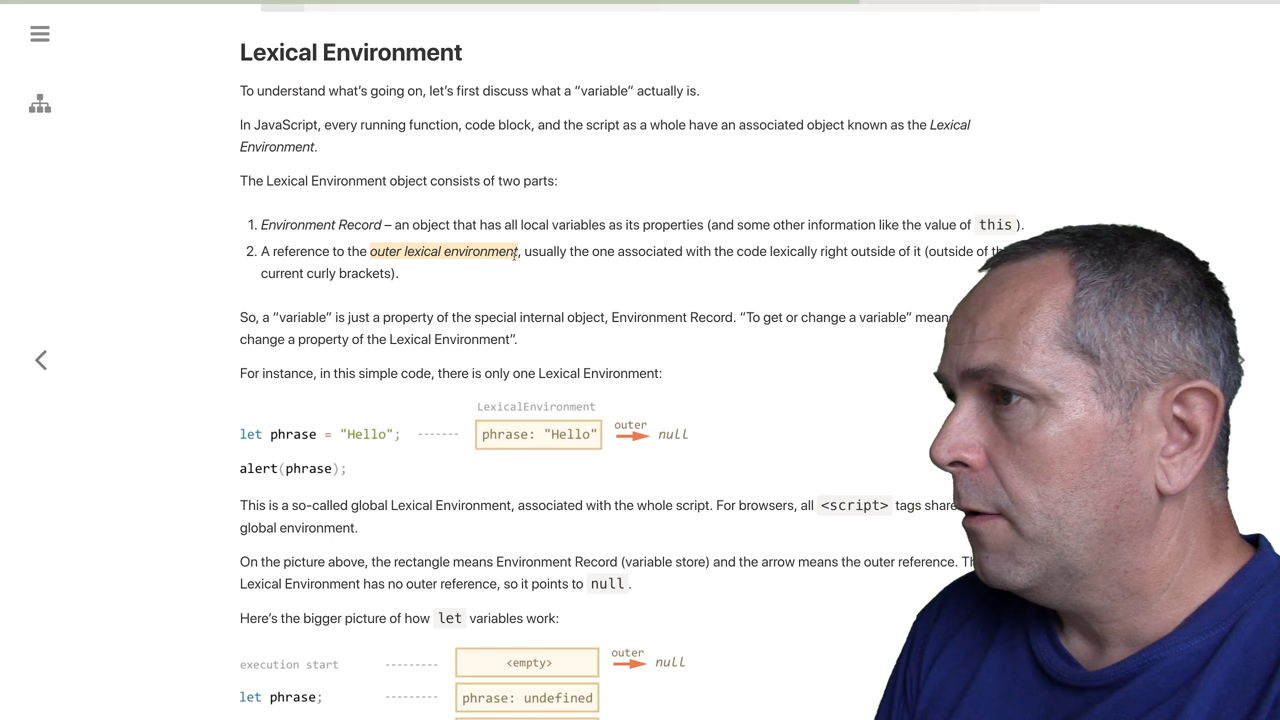 Lexical Environment
To understand what’s going on, let’s first discuss what a “variable” actually is.
In JavaScript, every running function, code block, and the script as a whole have an associated object known as the Lexical
Environment.
The Lexical Environment object consists of two parts:
1. Environment Record – an object that has all local variables as its properties (and some other information like the value of this ).
2. A reference to the outer lexical environment, usually the one associated with the code lexically right outside of it (outside of
current curly brackets).
So, a “variable” is just a property of the special internal object, Environment Record. “To get or change a variable”
change a property of the Lexical Environment”.
For instance, in this simple code, there is only one Lexical Environment:
LexicalEnvironment
let phrase = "Hello"; ------- phrase: "Hello" outer null
alert(phrase);
This is a so-called global Lexical Environment, associated with the whole script. For browsers, all <script> tags share
global environment.
On the picture above, the rectangle means Environment Record (variable store) and the arrow means the outer reference.
Lexical Environment has no outer reference, so it points to null .
Here’s the bigger picture of how let variables work:
execution start --------- <empty> outer null
let phrase; --------- phrase: undefined